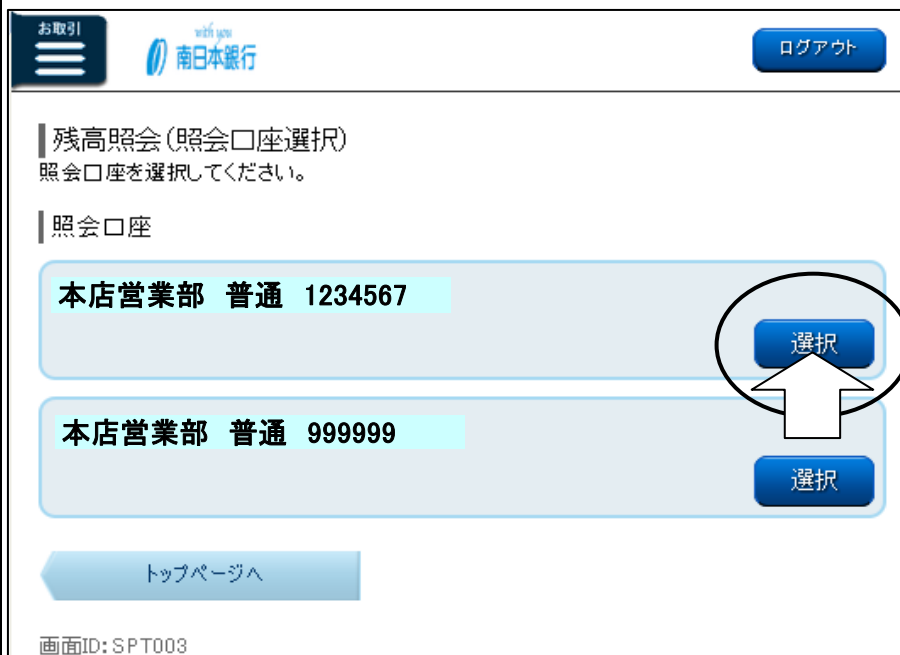 お取引
with you
南日本銀行
ログアウト
残高照会(照会口座選択)
照会口座を選択してください。
照会口座
本店営業部 普通 1234567
選択
本店営業部 普通 999999
選択
トップページへ
画面ID:SPT003